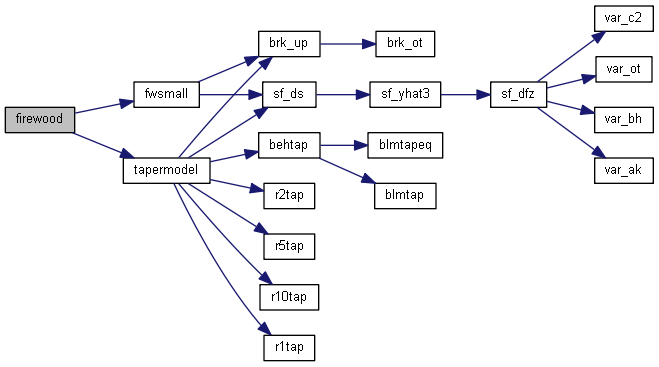 firewood
fwsmall
tapermodel
brk_up
sf_ds
behtap
r2tap
r5tap
r10tap
r1tap
brk_ot
sf_yhat3
blmtapeq
blmtap
sf_dfz
var_c2
var_ot
var_bh
var_ak